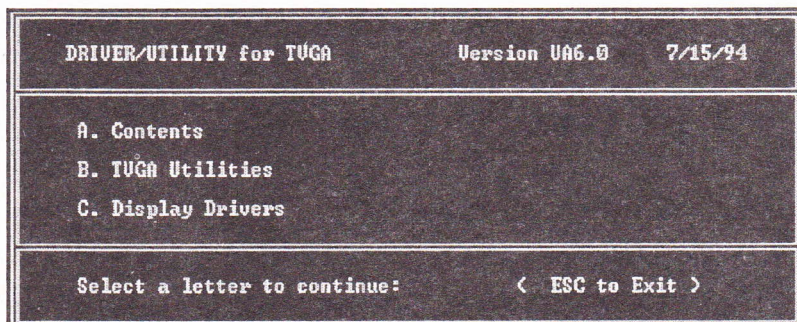 DRIVER/UTILITY for TVGA Version VA6.0 7/15/94
A. Contents
B. TVGA Utilities
C. Display Drivers
Select a letter to continue: < ESC to Exit >